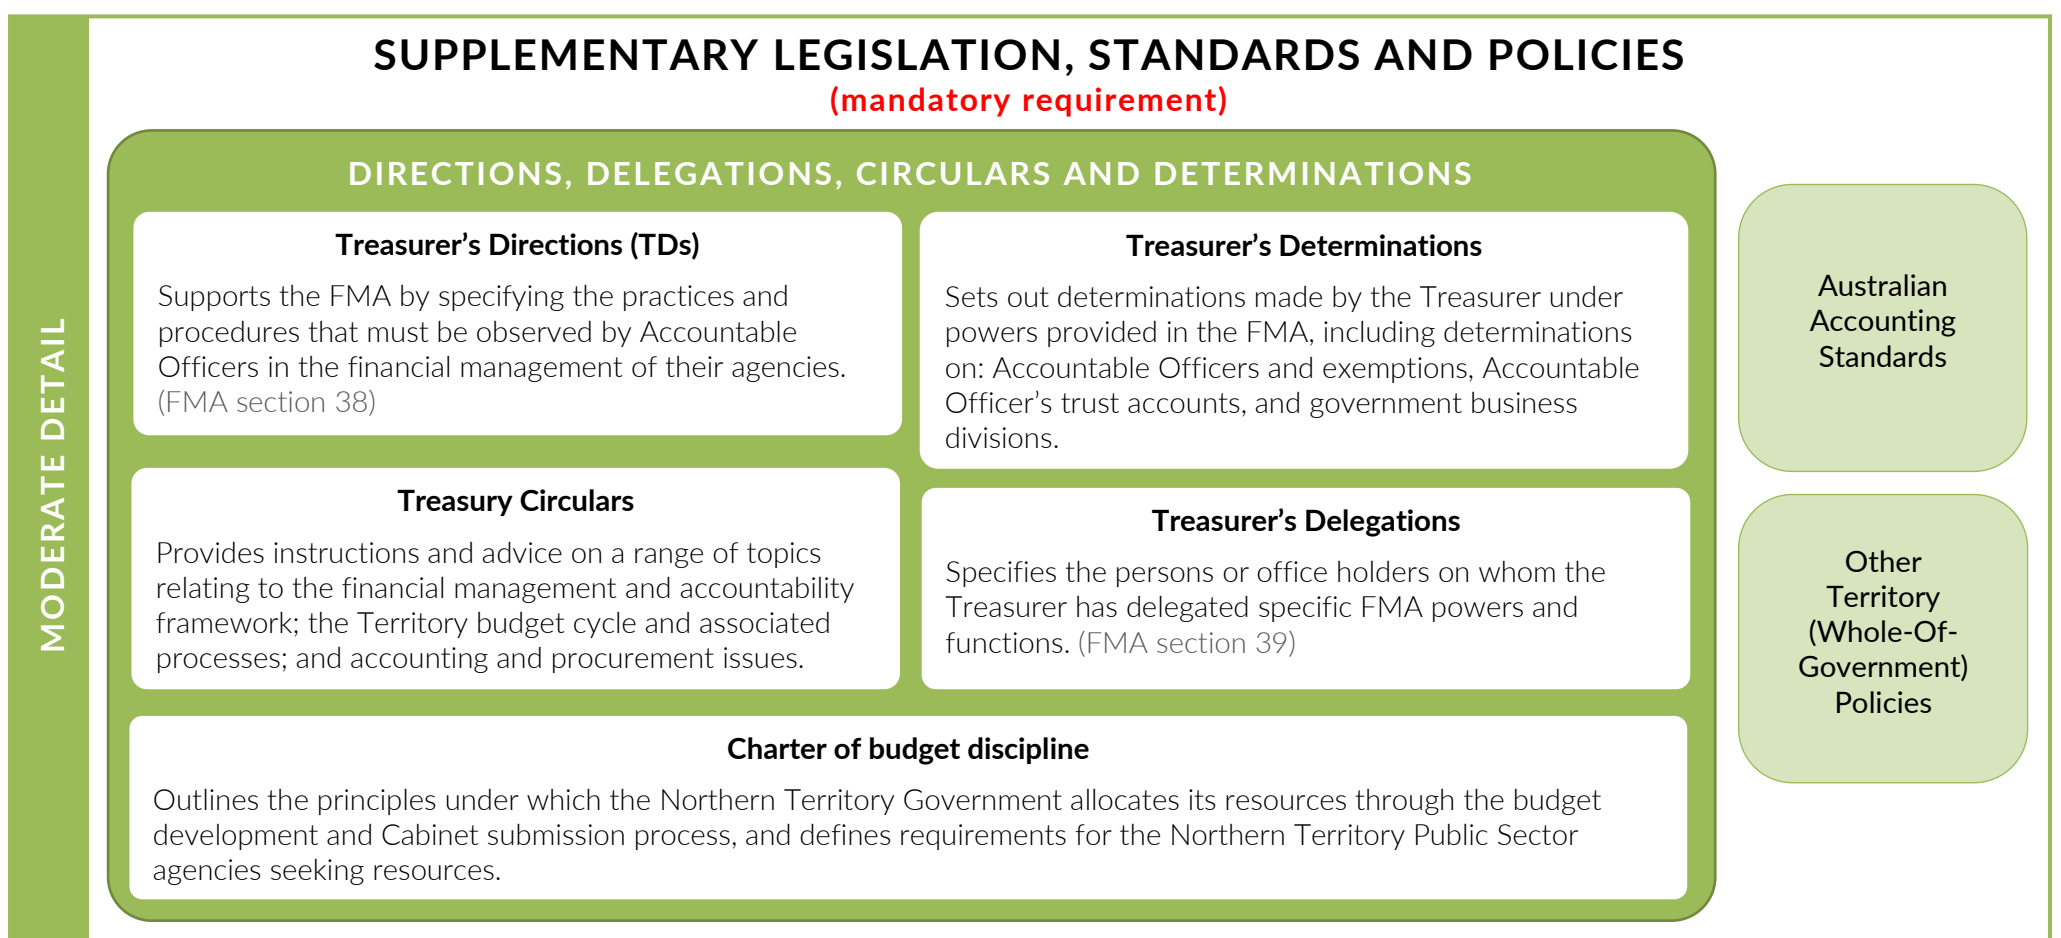 SUPPLEMENTARY LEGISLATION, STANDARDS AND POLICIES
(mandatory requirement)
MODERATE DETAIL
DIRECTIONS, DELEGATIONS, CIRCULARS AND DETERMINATIONS
Treasurer’s Directions (TDs)
Supports the FMA by specifying the practices and
procedures that must be observed by Accountable
Officers in the financial management of their agencies.
(FMA section 38)
Treasurer’s Determinations
Sets out determinations made by the Treasurer under
powers provided in the FMA, including determinations
on: Accountable Officers and exemptions, Accountable
Officer’s trust accounts, and government business
divisions.
Treasury Circulars
Provides instructions and advice on a range of topics
relating to the financial management and accountability
framework; the Territory budget cycle and associated
processes; and accounting and procurement issues.
Treasurer’s Delegations
Specifies the persons or office holders on whom the
Treasurer has delegated specific FMA powers and
functions. (FMA section 39)
Charter of budget discipline
Outlines the principles under which the Northern Territory Government allocates its resources through the budget
development and Cabinet submission process, and defines requirements for the Northern Territory Public Sector
agencies seeking resources.
Australian
Accounting
Standards
Other
Territory
(Whole-Of-
Government)
Policies